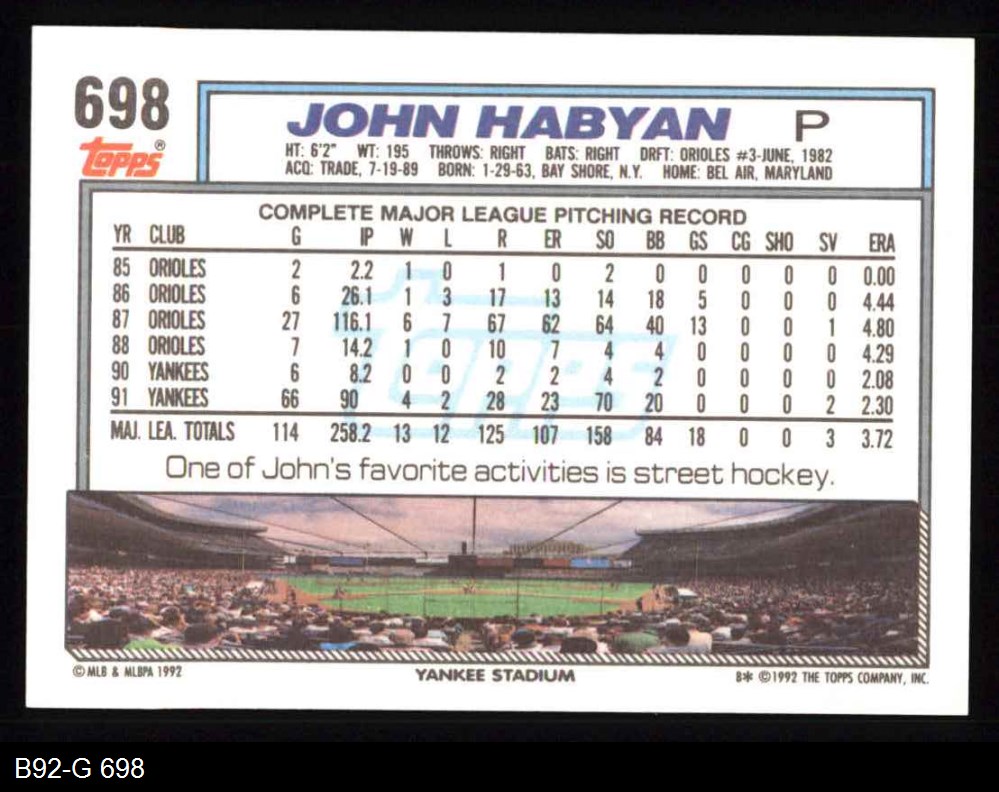 698
topps®
JOHN HABYAN P
HT: 6'2" WT: 195 THROWS: RIGHT BATS: RIGHT DRFT: ORIOLES #3-JUNE, 1982
ACQ: TRADE, 7-19-89 BORN: 1-29-63, BAY SHORE, N.Y. HOME: BEL AIR, MARYLAND
COMPLETE MAJOR LEAGUE PITCHING RECORD
YR CLUB G IP W L R ER SO BB GS CG SHO SV ERA
85 ORIOLES 2 2.2 1 0 1 0 2 0 0 0 0 0 0.00
86 ORIOLES 6 26.1 1 3 17 13 14 18 5 0 0 0 4.44
87 ORIOLES 27 116.1 6 7 67 62 64 40 13 0 0 1 4.80
88 ORIOLES 7 14.2 1 0 10 7 4 4 0 0 0 0 4.29
90 YANKEES 6 8.2 0 0 2 2 4 2 0 0 0 0 2.08
91 YANKEES 66 90 4 2 28 23 70 20 0 0 0 2 2.30
MAJ. LEA. TOTALS 114 258.2 13 12 125 107 158 84 18 0 0 3 3.72
topps
One of John's favorite activities is street hockey.
© MLB & MLBPA 1992 YANKEE STADIUM B* © 1992 THE TOPPS COMPANY, INC.
B92-G 698